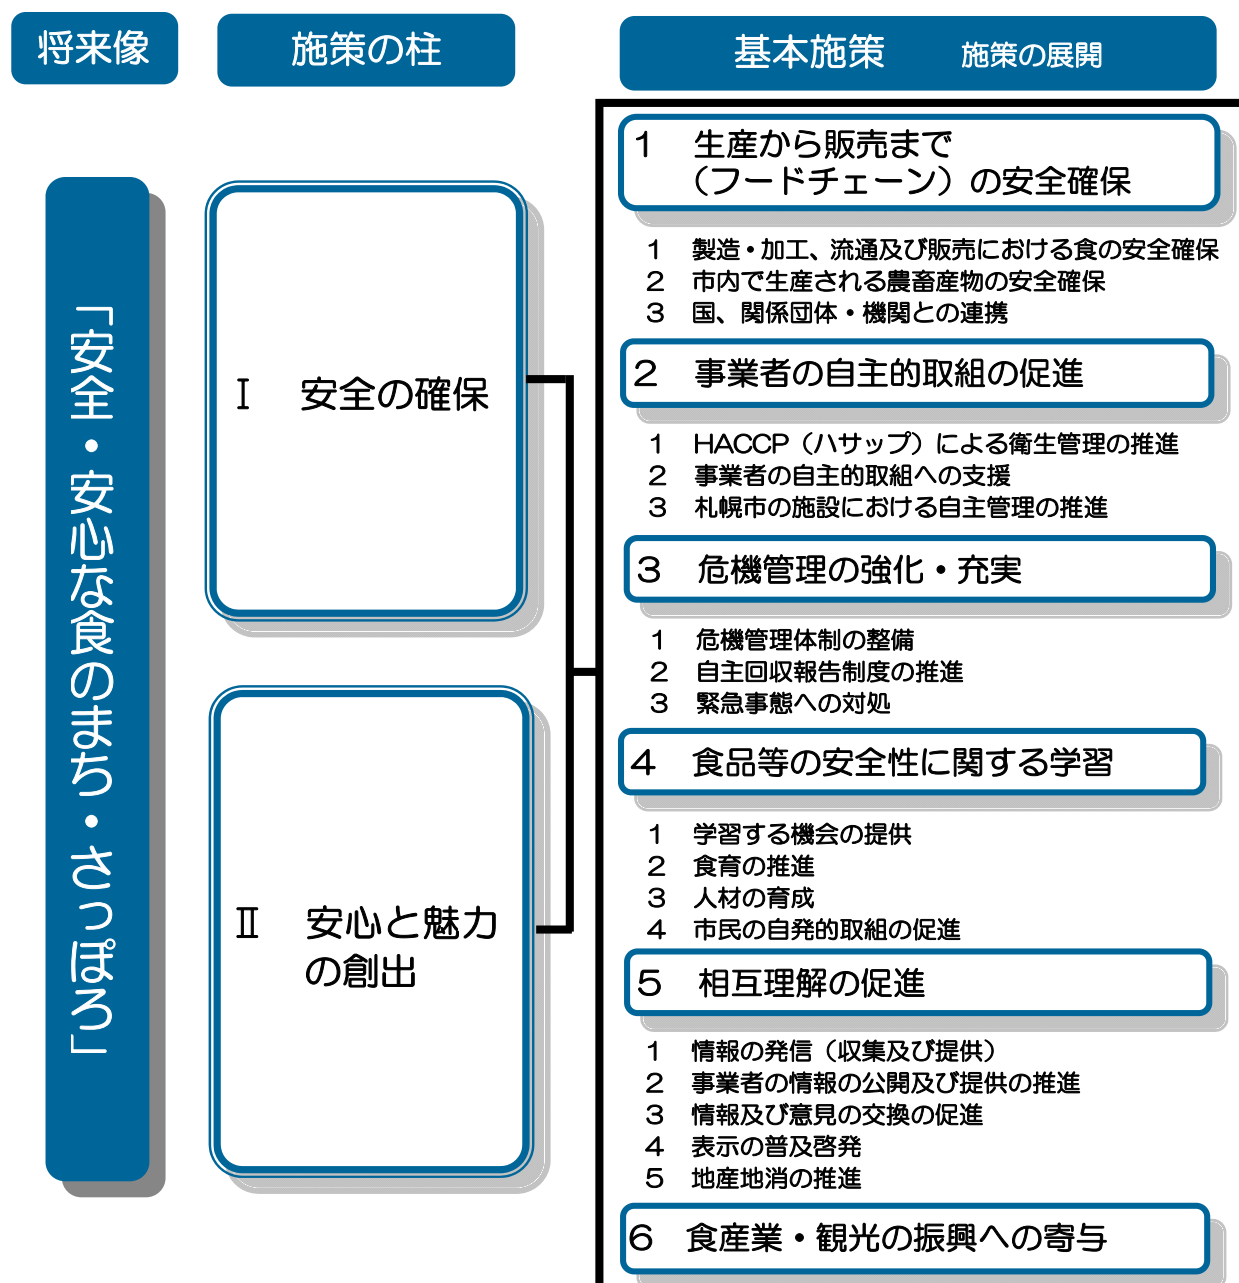 将来像
施策の柱
基本施策　施策の展開
「安全・安心な食のまち・さっぽろ」
Ⅰ　安全の確保
Ⅱ　安心と魅力
の創出
1　生産から販売まで
（フードチェーン）の安全確保
1　製造・加工、流通及び販売における食の安全確保
2　市内で生産される農畜産物の安全確保
3　国、関係団体・機関との連携
2　事業者の自主的取組の促進
1　HACCP（ハサップ）による衛生管理の推進
2　事業者の自主的取組への支援
3　札幌市の施設における自主管理の推進
3　危機管理の強化・充実
1　危機管理体制の整備
2　自主回収報告制度の推進
3　緊急事態への対処
4　食品等の安全性に関する学習
1　学習する機会の提供
2　食育の推進
3　人材の育成
4　市民の自発的取組の促進
5　相互理解の促進
1　情報の発信（収集及び提供）
2　事業者の情報の公開及び提供の推進
3　情報及び意見の交換の促進
4　表示の普及啓発
5　地産地消の推進
6　食産業・観光の振興への寄与